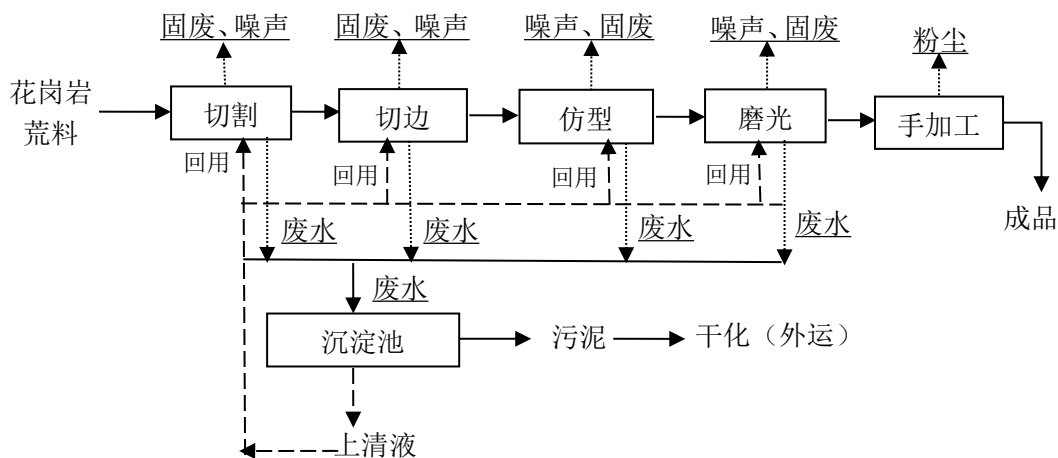 固废、噪声
固废、噪声
噪声、固废
噪声、固废
粉尘
花岗岩
荒料
切割
切边
仿型
磨光
手加工
回用
回用
回用
回用
成品
废水
废水
废水
废水
废水
沉淀池
污泥
干化（外运）
上清液